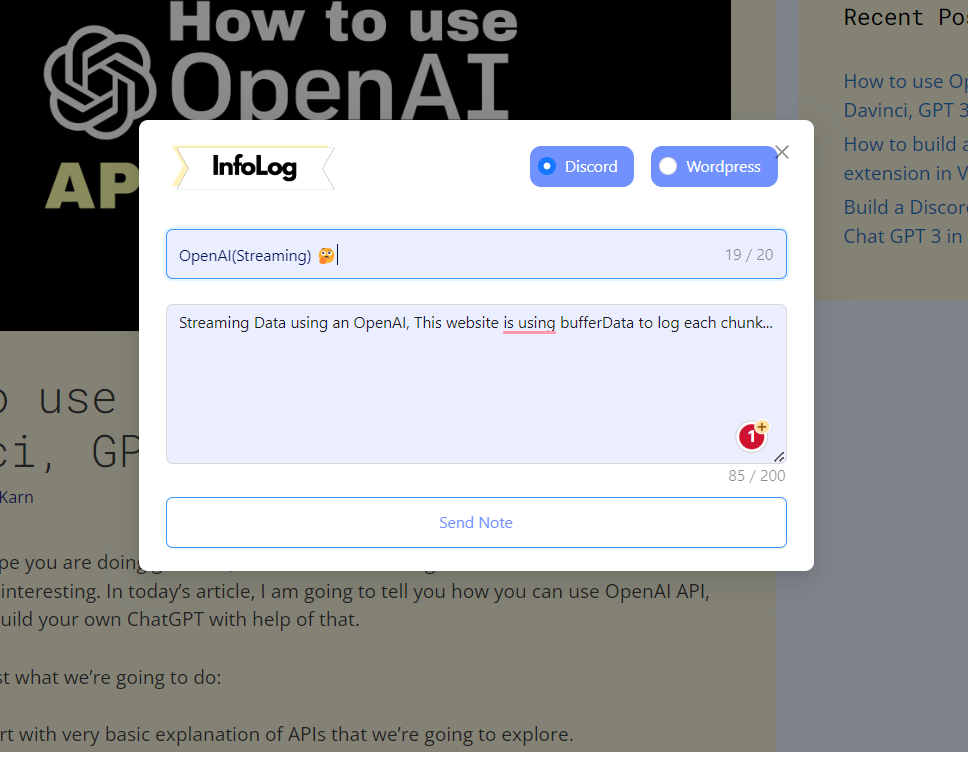 How to use
OpenAI
AP
Recent Po
How to use Op
Davinci, GPT 3
How to build a
extension in V
Build a Discor
Chat GPT 3 in
InfoLog
Discord
Wordpress
OpenAI(Streaming) 🤔
19 / 20
Streaming Data using an OpenAI, This website is using bufferData to log each chunk...
1
85 / 200
Send Note
o use
ci, GP
Karn
pe you are doing
interesting. In today’s article, I am going to tell you how you can use OpenAI API,
uild your own ChatGPT with help of that.
st what we’re going to do:
rt with very basic explanation of APIs that we’re going to explore.